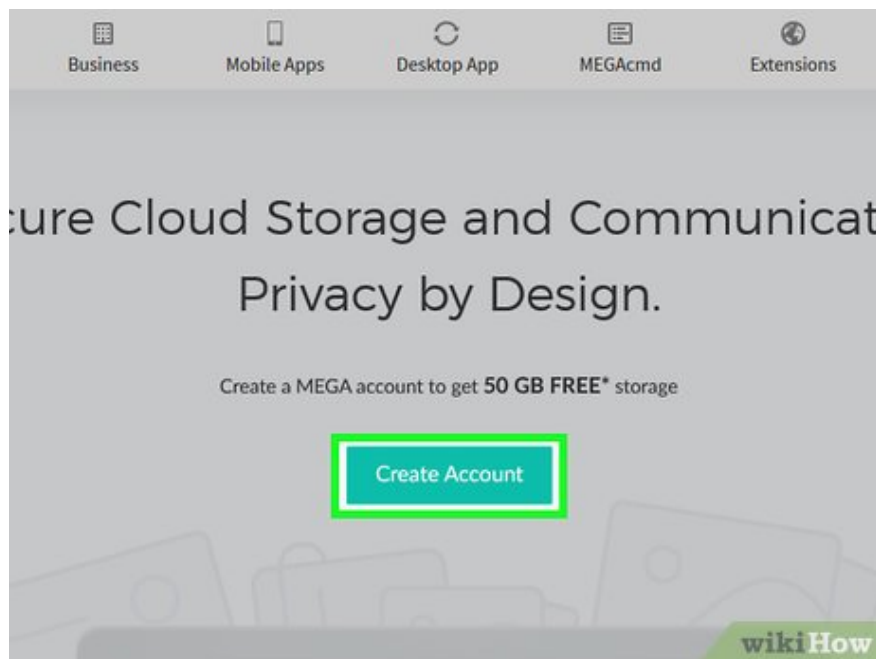 Business Mobile Apps Desktop App MEGAcmd Extensions
cure Cloud Storage and Communicat
Privacy by Design.
Create a MEGA account to get 50 GB FREE* storage
Create Account
wikiHow